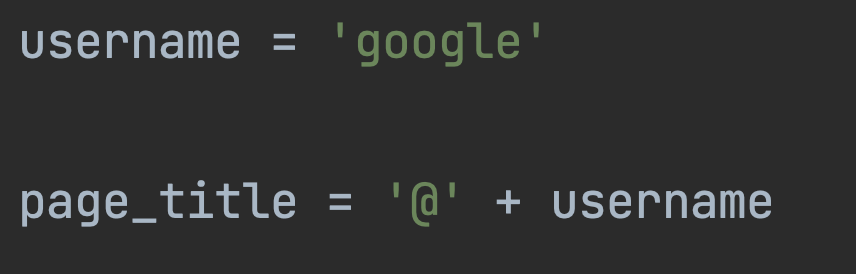 username = 'google'
page_title = '@' + username